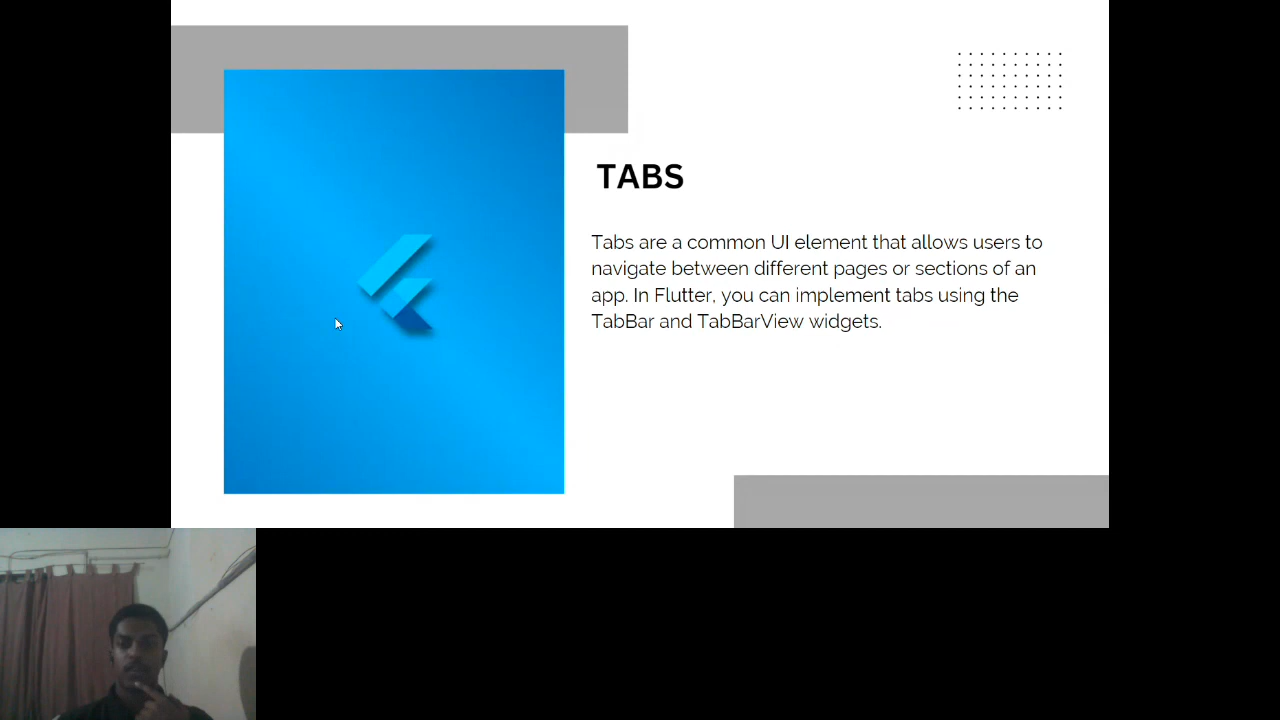 TABS
Tabs are a common UI element that allows users to
navigate between different pages or sections of an
app. In Flutter, you can implement tabs using the
TabBar and TabBarView widgets.